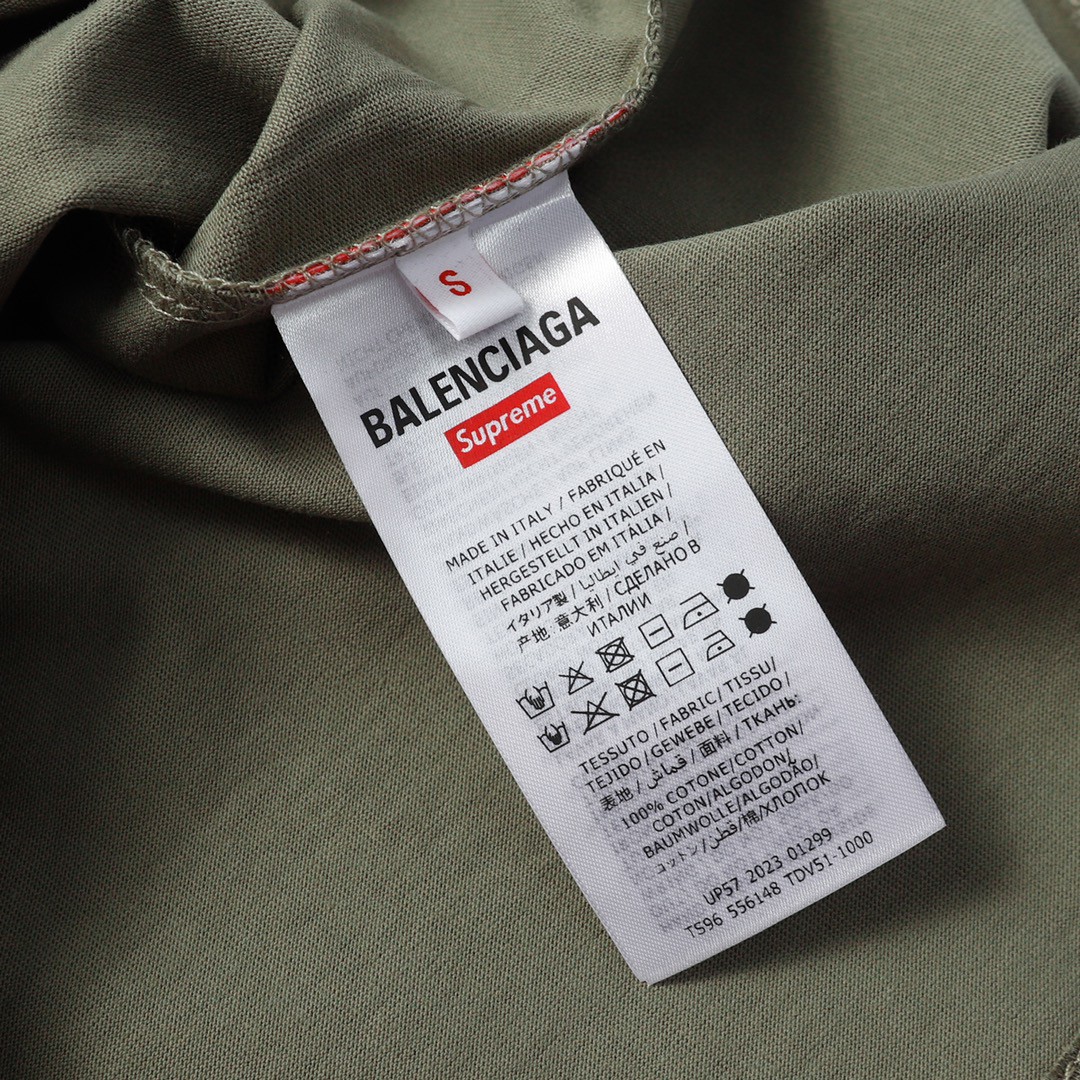 S
BALENCIAGA
Supreme
MADE IN ITALY / FABRIQUÉ EN
ITALIE / HECHO EN ITALIA /
HERGESTELLT IN ITALIEN /
FABRICADO EM ITÁLIA /
イタリア製 / صنع في ايطاليا /
产地: 意大利 / СДЕЛАНО В
ИТАЛИИ
TESSUTO / FABRIC / TISSU/
TEJIDO / GEWEBE / TECIDO /
表地 / قماش / 面料 / ТКАНЬ:
100% COTONE/COTTON/
COTON/ALGODON/
BAUMWOLLE/ALGODÃO/
コットン/قطن/棉/ХЛОПОК
UP57 2023 01299
TS96 556148 TDV51-1000